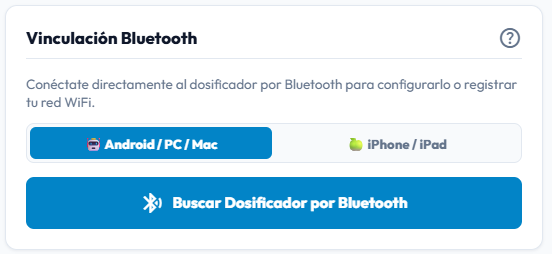 Vinculación Bluetooth
Conéctate directamente al dosificador por Bluetooth para configurarlo o registrar
tu red WiFi.
Android / PC / Mac
iPhone / iPad
Buscar Dosificador por Bluetooth